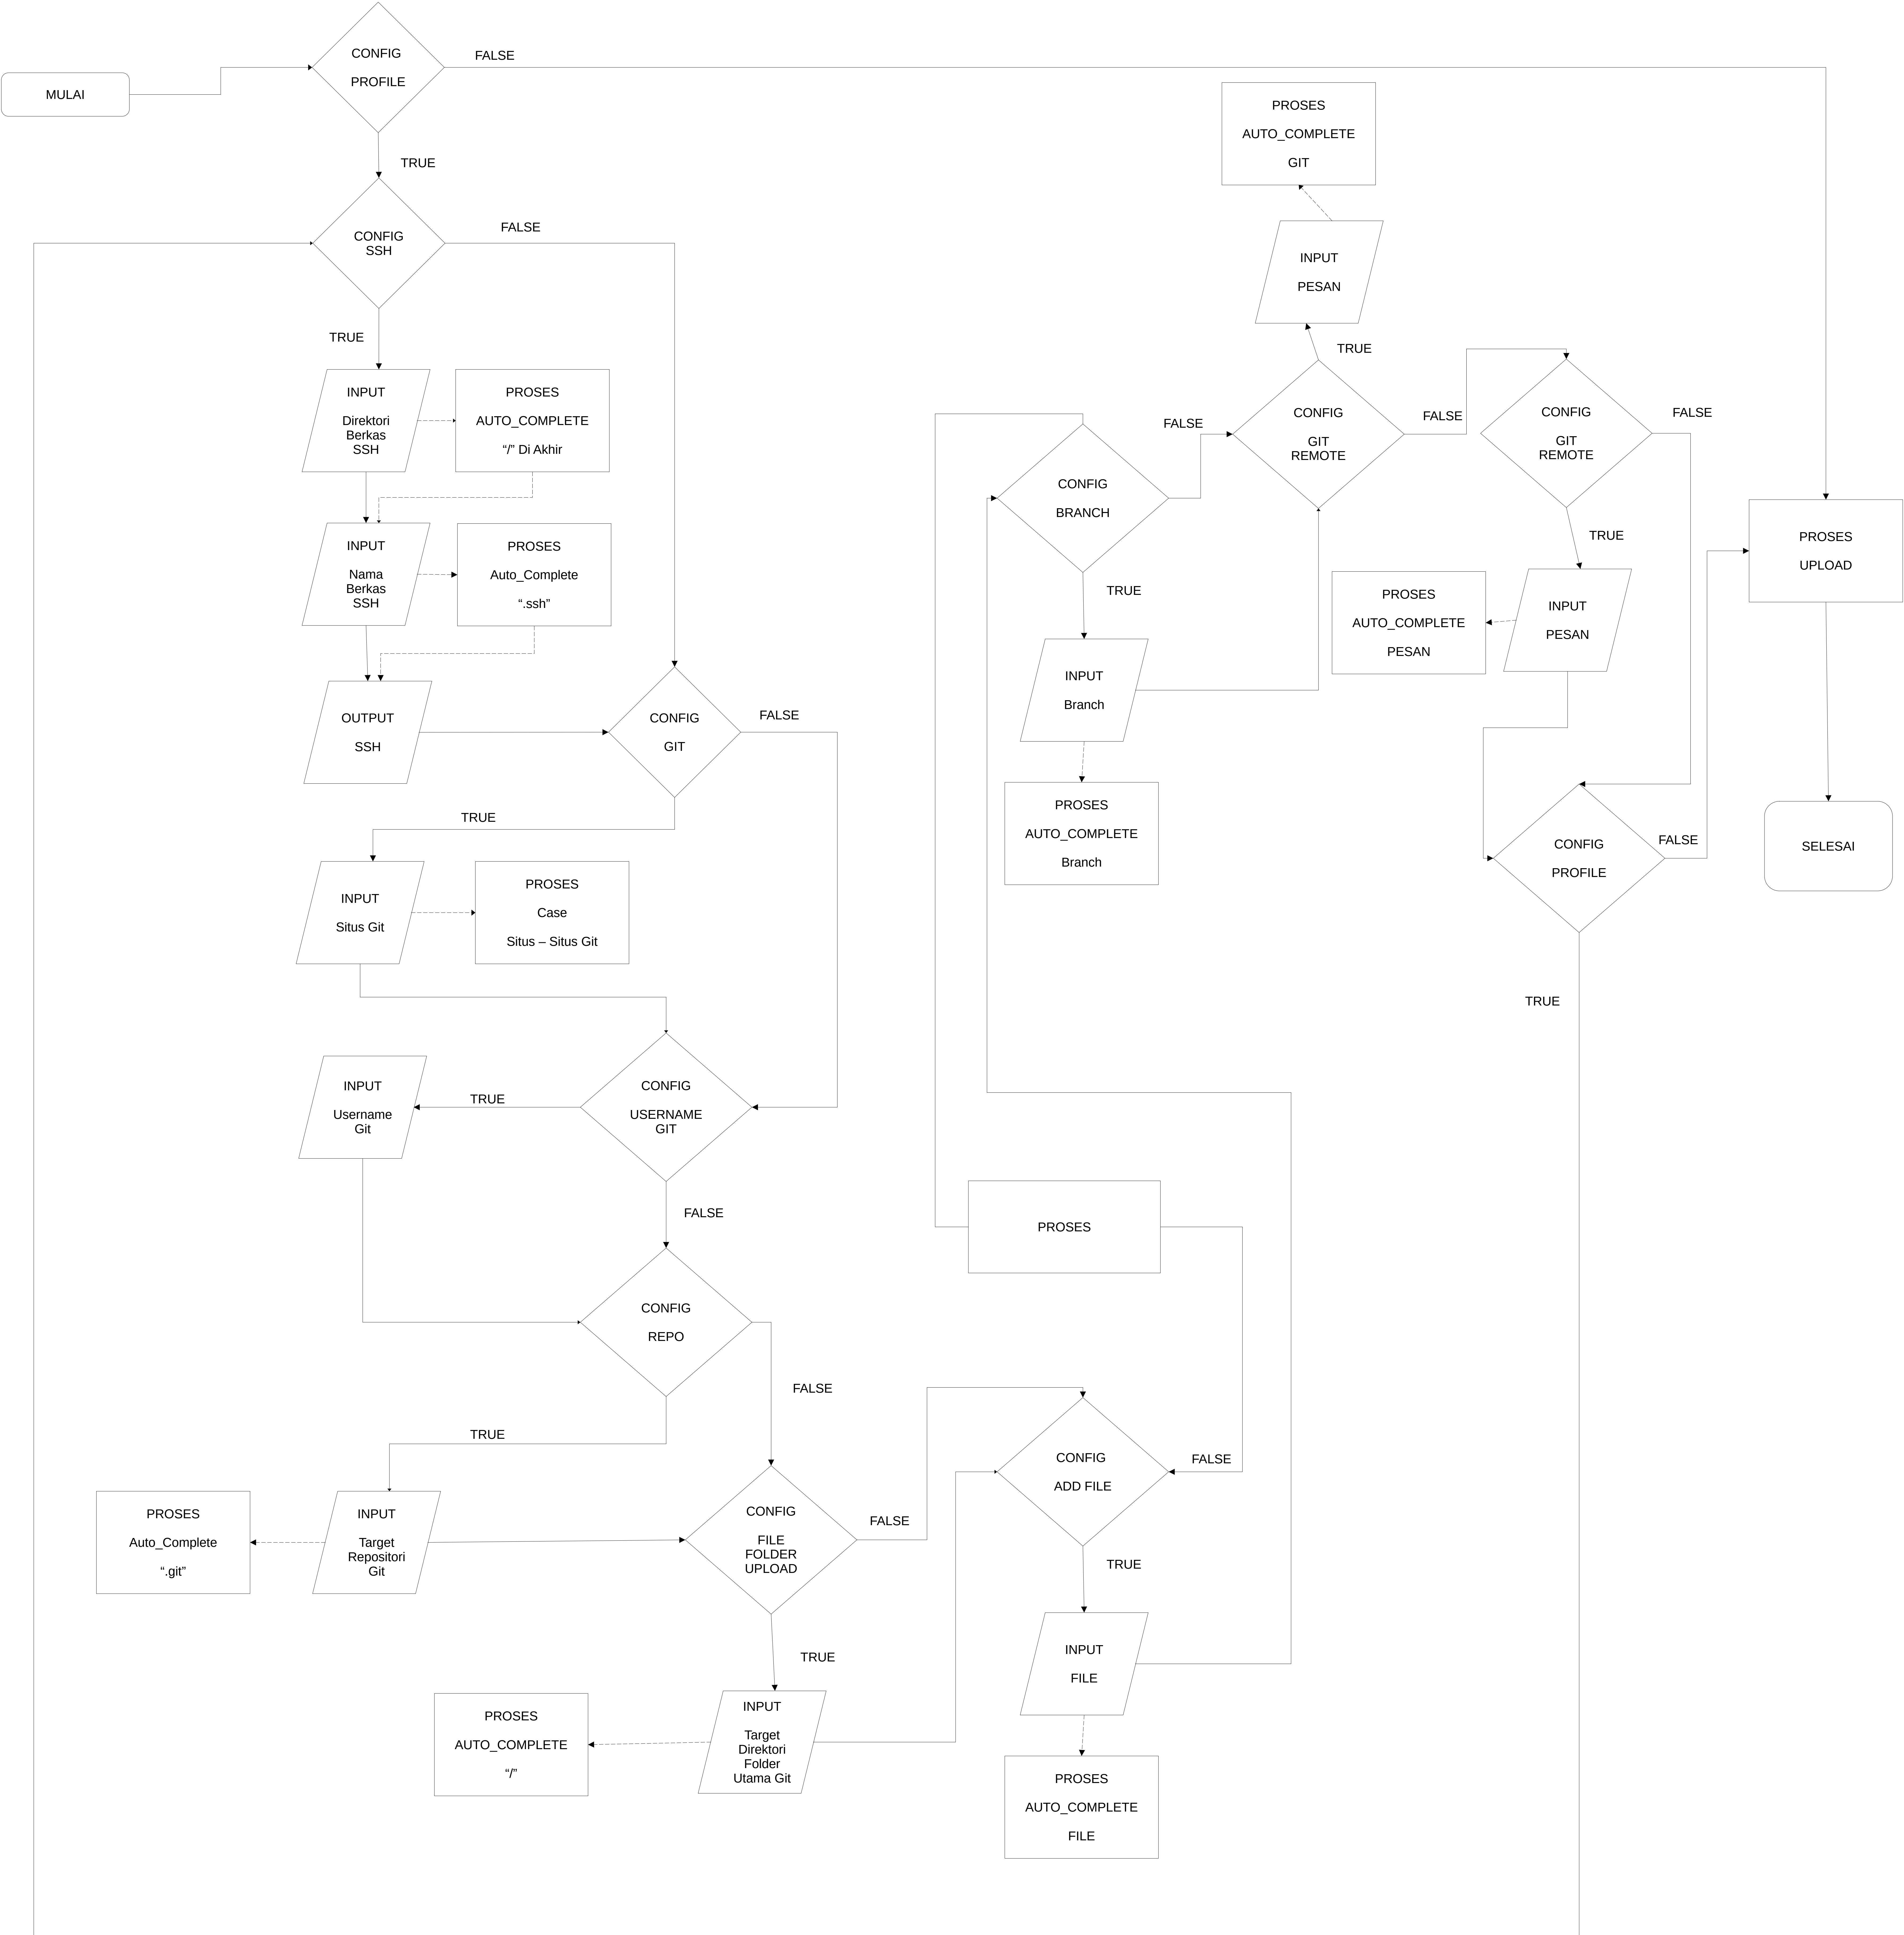 MULAI
CONFIG
PROFILE
FALSE
TRUE
CONFIG
SSH
FALSE
TRUE
INPUT
Direktori
Berkas
SSH
PROSES
AUTO_COMPLETE
“/” Di Akhir
INPUT
Nama
Berkas
SSH
PROSES
Auto_Complete
“.ssh”
OUTPUT
SSH
CONFIG
GIT
FALSE
TRUE
INPUT
Situs Git
PROSES
Case
Situs – Situs Git
CONFIG
USERNAME
GIT
TRUE
INPUT
Username
Git
FALSE
CONFIG
REPO
FALSE
TRUE
INPUT
Target
Repositori
Git
PROSES
Auto_Complete
“.git”
CONFIG
FILE
FOLDER
UPLOAD
FALSE
TRUE
INPUT
Target
Direktori
Folder
Utama Git
PROSES
AUTO_COMPLETE
“/”
CONFIG
ADD FILE
FALSE
TRUE
INPUT
FILE
PROSES
AUTO_COMPLETE
FILE
PROSES
CONFIG
BRANCH
FALSE
TRUE
INPUT
Branch
PROSES
AUTO_COMPLETE
Branch
CONFIG
GIT
REMOTE
TRUE
INPUT
PESAN
PROSES
AUTO_COMPLETE
GIT
FALSE
CONFIG
GIT
REMOTE
FALSE
TRUE
INPUT
PESAN
PROSES
AUTO_COMPLETE
PESAN
CONFIG
PROFILE
FALSE
TRUE
PROSES
UPLOAD
SELESAI